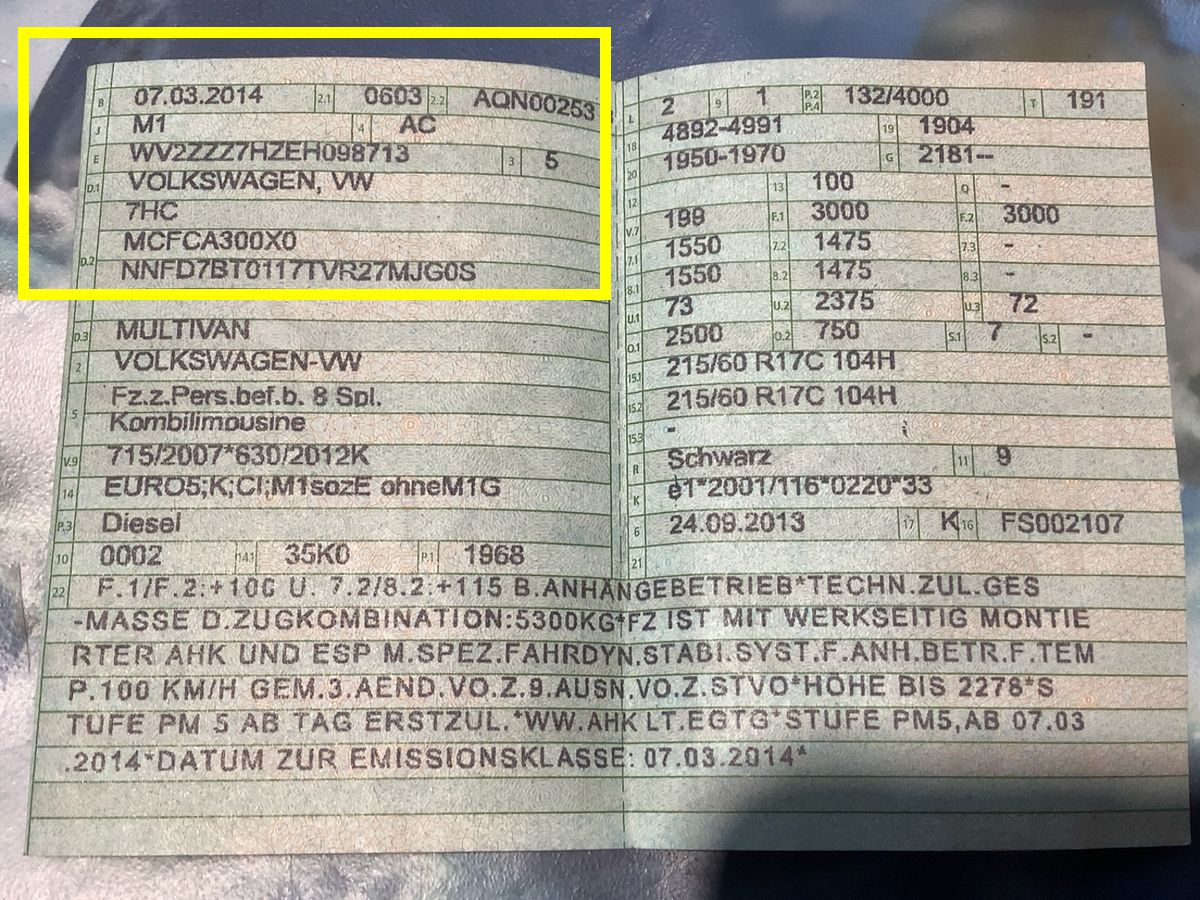 B 07.03.2014 2.1 0603 2.2 AQN00253
J M1 4 AC
E WV2ZZZ7HZEH098713 3 5
D.1 VOLKSWAGEN, VW
7HC
D.2 MCFCA300X0
NNFD7BT0117TVR27MJG0S
D.3 MULTIVAN
2 VOLKSWAGEN-VW
5 Fz.z.Pers.bef.b. 8 Spl.
Kombilimousine
V.9 715/2007*630/2012K
14 EURO5;K;CI;M1sozE ohneM1G
P.3 Diesel
10 0002 14.1 35K0 P.1 1968
L 2 9 1 P.2 P.4 132/4000 T 191
18 4892-4991 19 1904
20 1950-1970 G 2181--
12 13 100 Q -
V.7 199 F.1 3000 F.2 3000
7.1 1550 7.2 1475 7.3 -
8.1 1550 8.2 1475 8.3 -
U.1 73 U.2 2375 U.3 72
O.1 2500 O.2 750 S.1 7 S.2 -
15.1 215/60 R17C 104H
15.2 215/60 R17C 104H
15.3 -
R Schwarz 11 9
K e1*2001/116*0220*33
6 24.09.2013 17 K 16 FS002107
21
22 F.1/F.2:+100 U. 7.2/8.2:+115 B.ANHÄNGEBETRIEB*TECHN.ZUL.GES
-MASSE D.ZUGKOMBINATION:5300KG*FZ IST MIT WERKSEITIG MONTIE
RTER AHK UND ESP M.SPEZ.FAHRDYN.STABI.SYST.F.ANH.BETR.F.TEM
P.100 KM/H GEM.3.AEND.VO.Z.9.AUSN.VO.Z.STVO*HÖHE BIS 2278*S
TUFE PM 5 AB TAG ERSTZUL.*WW.AHK LT.EGTG*STUFE PM5,AB 07.03
.2014*DATUM ZUR EMISSIONSKLASSE: 07.03.2014*